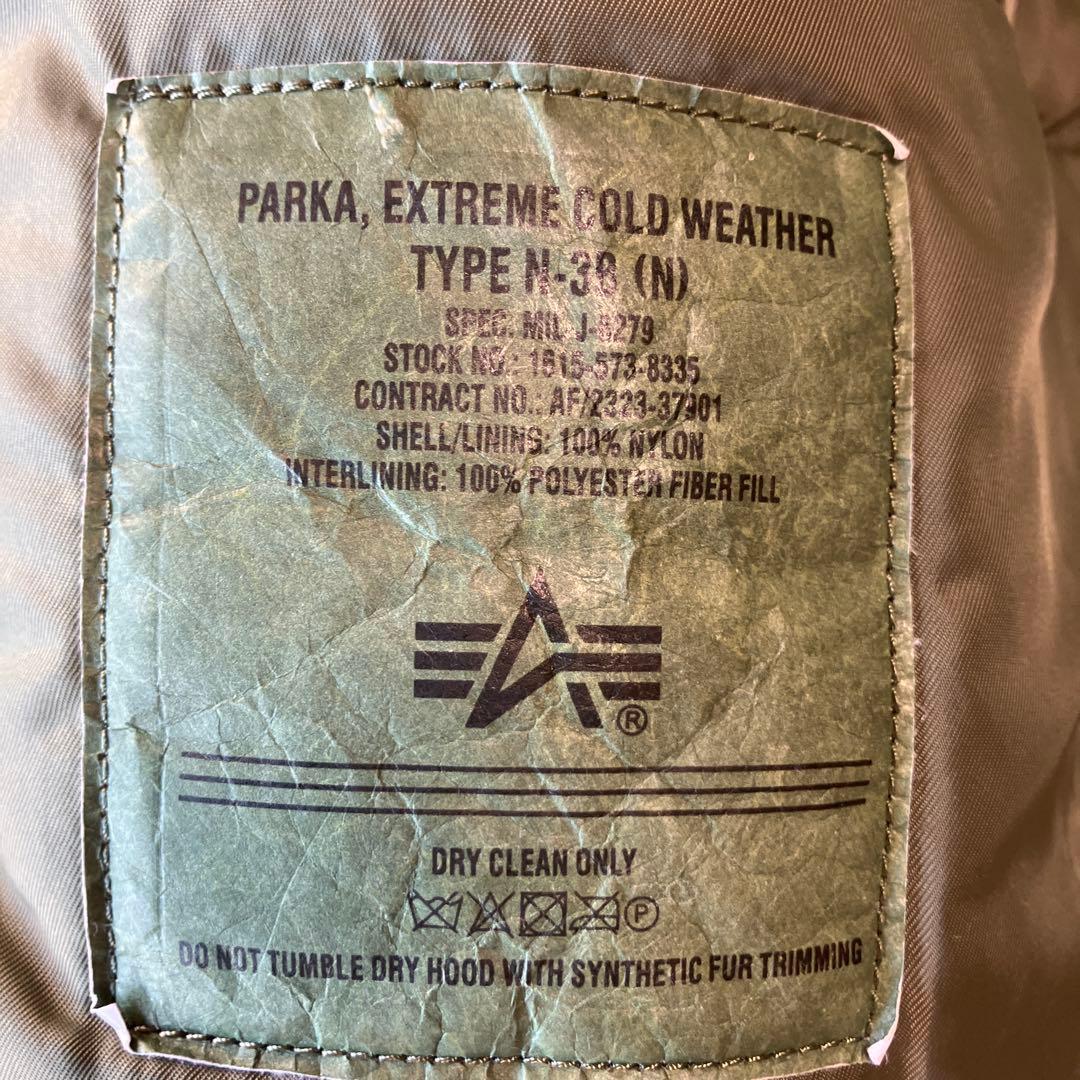 PARKA, EXTREME COLD WEATHER
TYPE N-3B (N)
SPEC. MIL-J-6279
STOCK NO.: 1615-573-8335
CONTRACT NO.: AF/2323-37901
SHELL/LINING: 100% NYLON
INTERLINING: 100% POLYESTER FIBER FILL
®
DRY CLEAN ONLY
P
DO NOT TUMBLE DRY HOOD WITH SYNTHETIC FUR TRIMMING